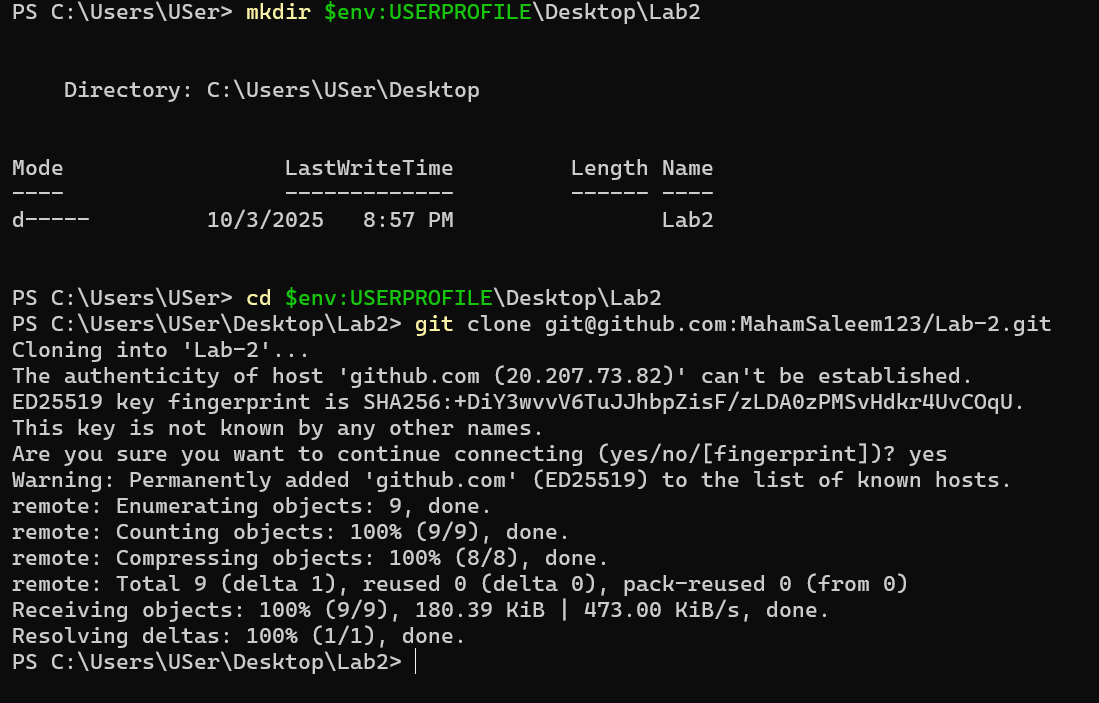 PS C:\Users\USer> mkdir $env:USERPROFILE\Desktop\Lab2
Directory: C:\Users\USer\Desktop
Mode LastWriteTime Length Name
---- ------------- ------ ----
d----- 10/3/2025 8:57 PM Lab2
PS C:\Users\USer> cd $env:USERPROFILE\Desktop\Lab2
PS C:\Users\USer\Desktop\Lab2> git clone git@github.com:MahamSaleem123/Lab-2.git
Cloning into 'Lab-2'...
The authenticity of host 'github.com (20.207.73.82)' can't be established.
ED25519 key fingerprint is SHA256:+DiY3wvvV6TuJJhbpZisF/zLDA0zPMSvHdkr4UvCOqU.
This key is not known by any other names.
Are you sure you want to continue connecting (yes/no/[fingerprint])? yes
Warning: Permanently added 'github.com' (ED25519) to the list of known hosts.
remote: Enumerating objects: 9, done.
remote: Counting objects: 100% (9/9), done.
remote: Compressing objects: 100% (8/8), done.
remote: Total 9 (delta 1), reused 0 (delta 0), pack-reused 0 (from 0)
Receiving objects: 100% (9/9), 180.39 KiB | 473.00 KiB/s, done.
Resolving deltas: 100% (1/1), done.
PS C:\Users\USer\Desktop\Lab2>